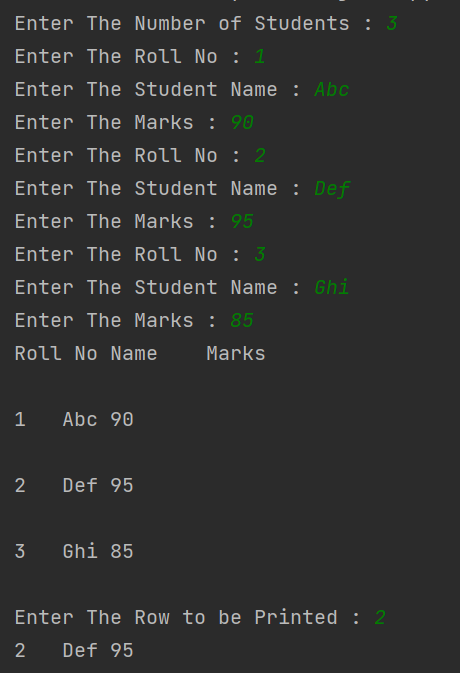 Enter The Number of Students : 3
Enter The Roll No : 1
Enter The Student Name : Abc
Enter The Marks : 90
Enter The Roll No : 2
Enter The Student Name : Def
Enter The Marks : 95
Enter The Roll No : 3
Enter The Student Name : Ghi
Enter The Marks : 85
Roll No Name    Marks
1   Abc 90
2   Def 95
3   Ghi 85
Enter The Row to be Printed : 2
2   Def 95